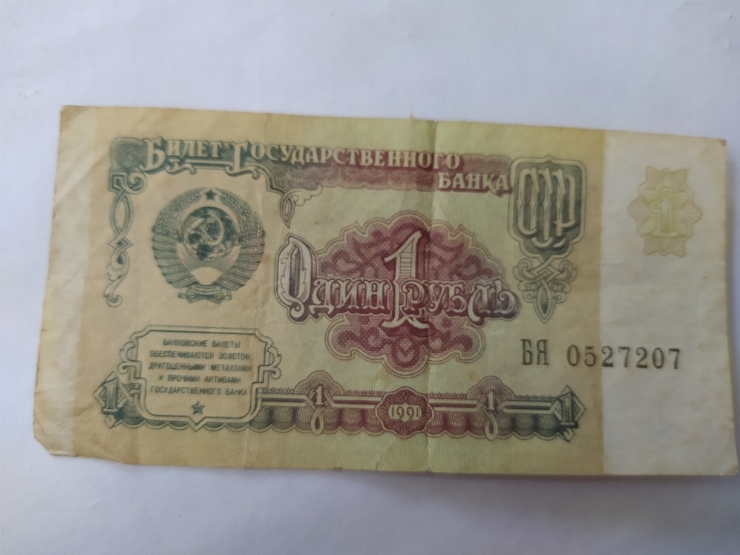 БИЛЕТ ГОСУДАРСТВЕННОГО
БАНКА СССР
1
ОДИН 1 РУБЛЬ
БЯ 0527207
БАНКОВСКИЕ БИЛЕТЫ
ОБЕСПЕЧИВАЮТСЯ ЗОЛОТОМ,
ДРАГОЦЕННЫМИ МЕТАЛЛАМИ
И ПРОЧИМИ АКТИВАМИ
ГОСУДАРСТВЕННОГО БАНКА
1 1 1991 1 1